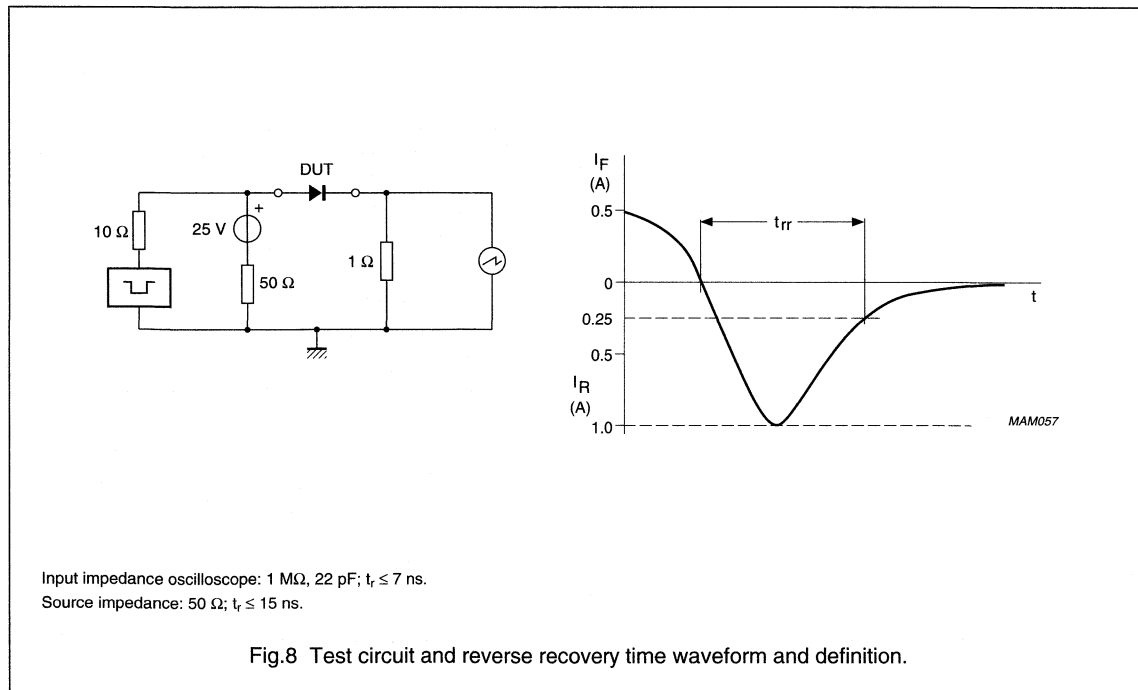 DUT
+
10 Ω
25 V
50 Ω
1 Ω
I_F
(A)
0.5
t_rr
0
t
0.25
0.5
I_R
(A)
1.0
MAM057
Input impedance oscilloscope: 1 MΩ, 22 pF; t_r ≤ 7 ns.
Source impedance: 50 Ω; t_r ≤ 15 ns.
Fig.8 Test circuit and reverse recovery time waveform and definition.